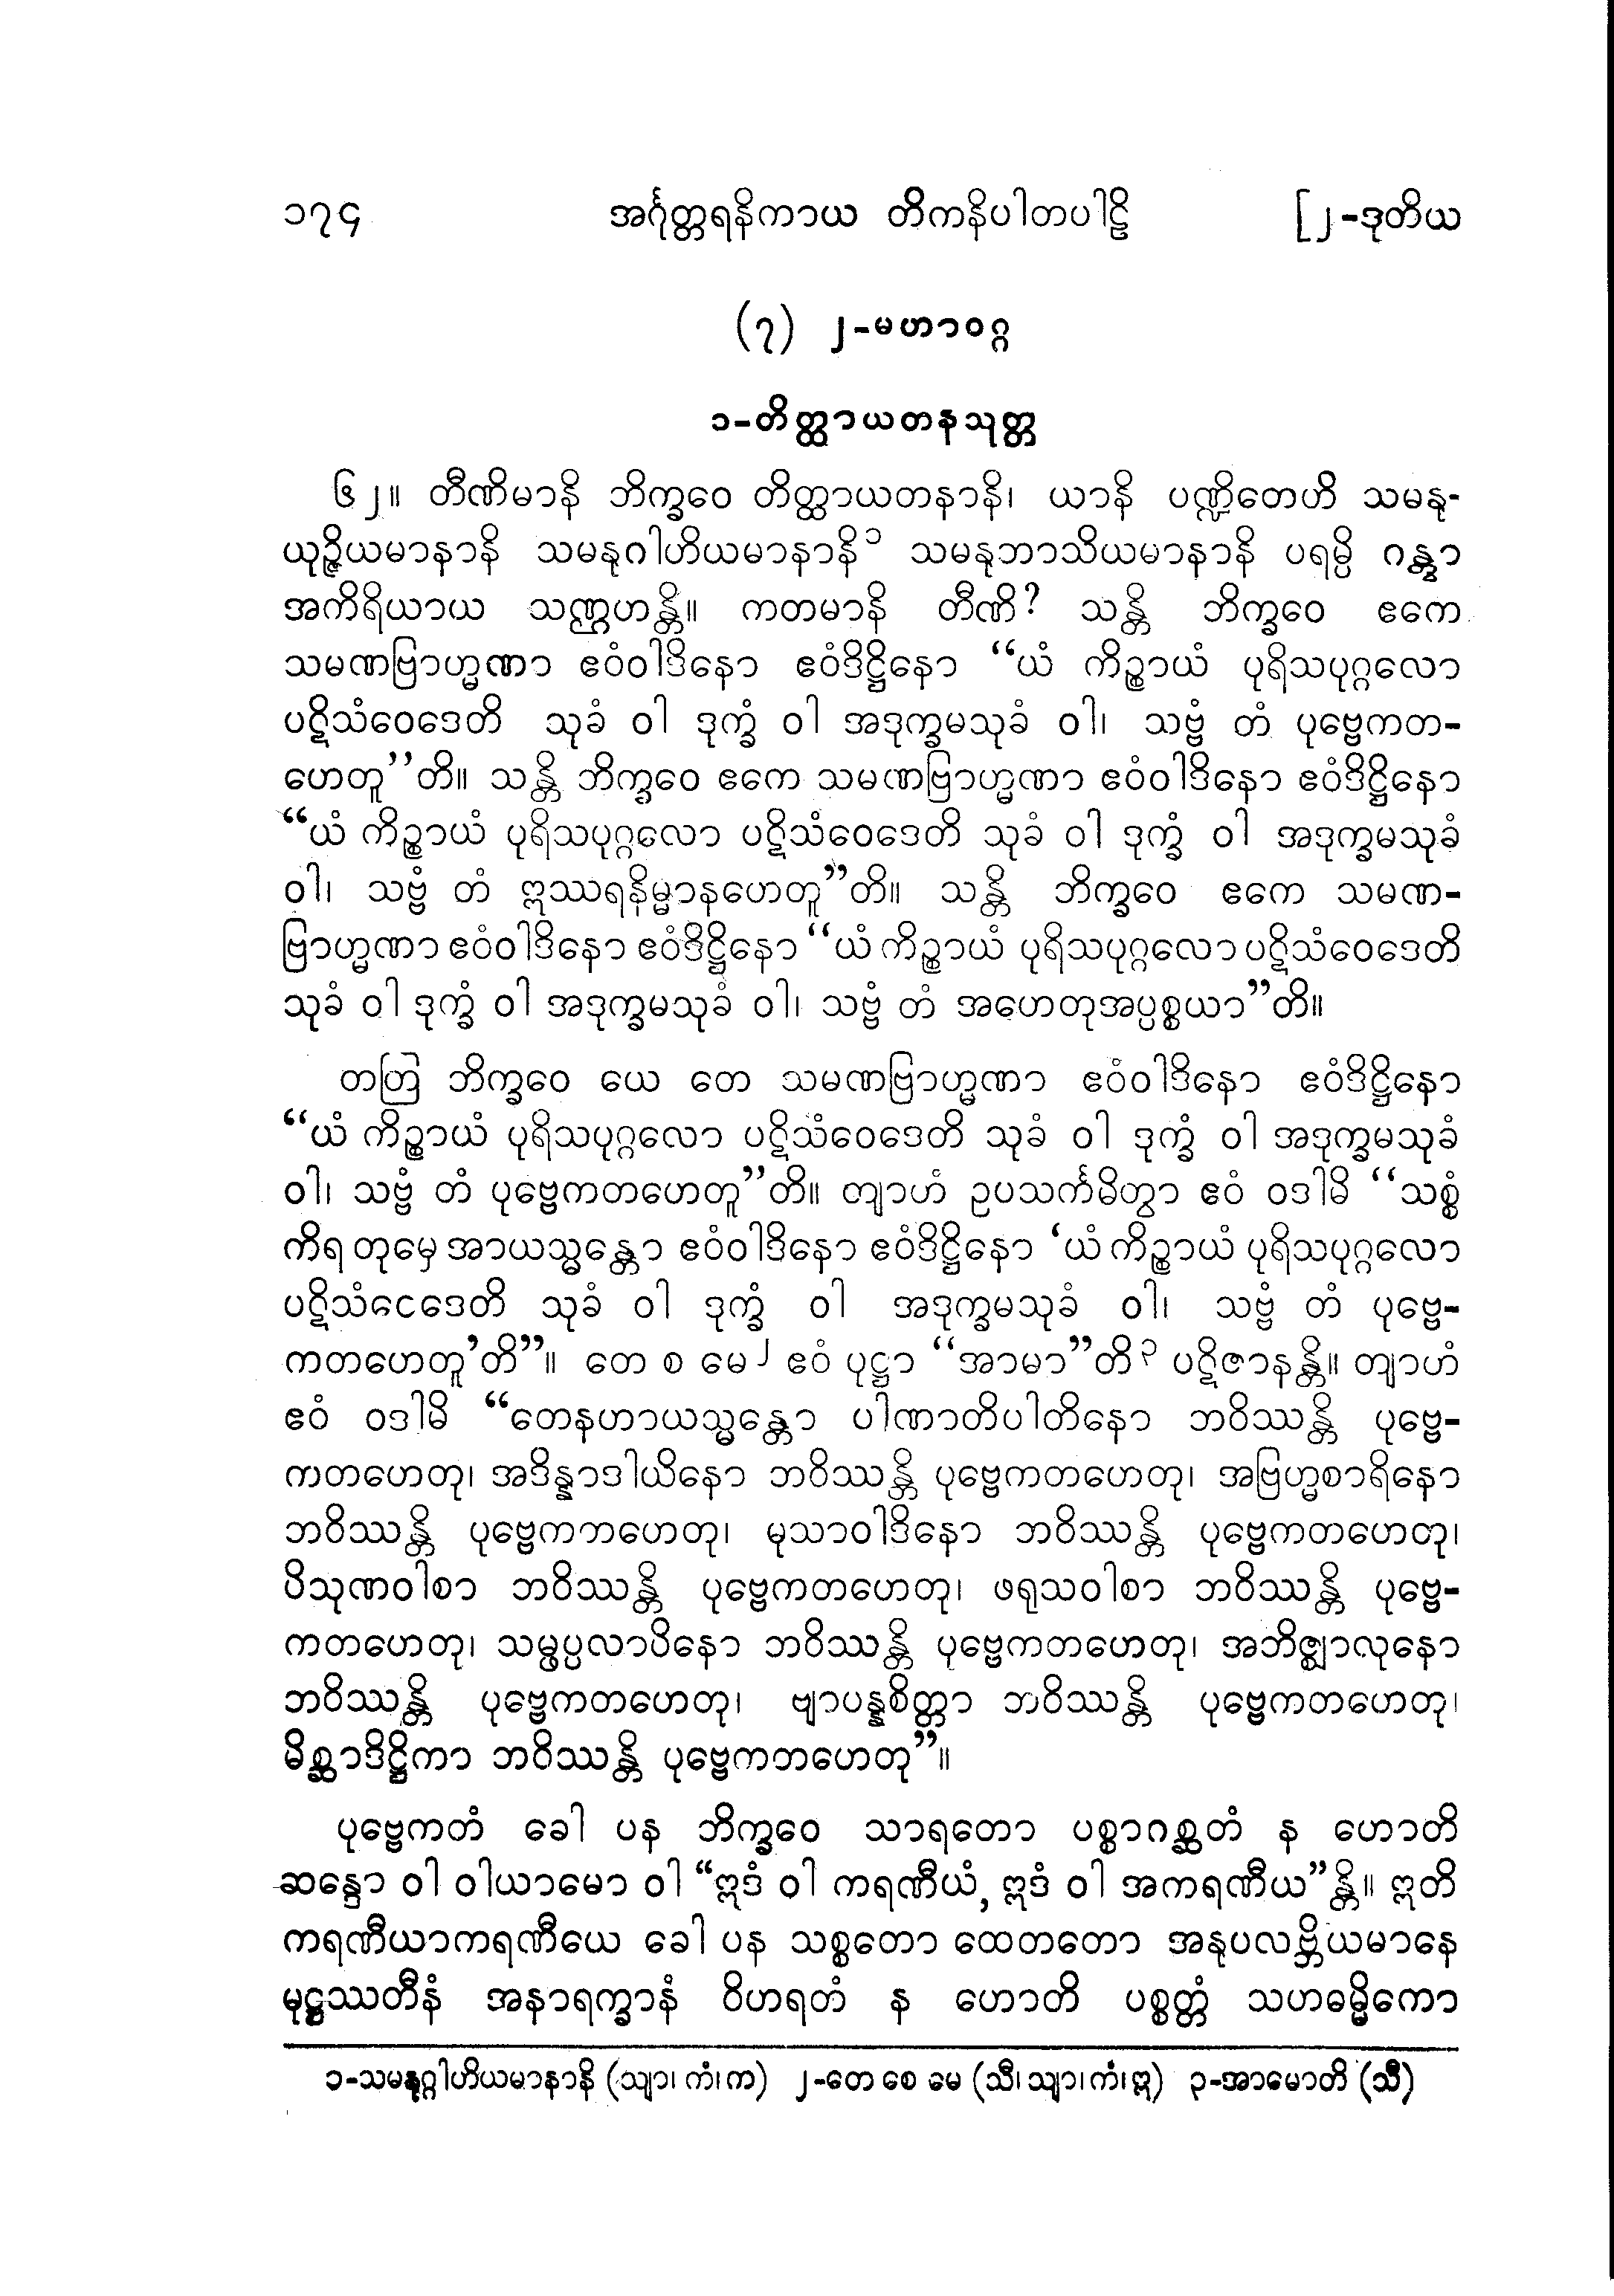 ၁၇၄ အင်္ဂုတ္တရနိကာယ တိကနိပါတပါဠိ [၂-ဒုတိယ
(၇) ၂-မဟာဝဂ္ဂ
၁-တိတ္ထာယတနသုတ္တ
၆၂။ တီဏိမာနိ ဘိက္ခဝေ တိတ္ထာယတနာနိ၊ ယာနိ ပဏ္ဍိတေဟိ သမနု-
ယုဉ္ဇိယမာနာနိ သမနုဂါဟိယမာနာနိ၁ သမနုဘာသိယမာနာနိ ပရမ္ပိ ဂန္တွာ
အကိရိယာယ သဏ္ဌဟန္တိ။ ကတမာနိ တီဏိ? သန္တိ ဘိက္ခဝေ ဧကေ
သမဏဗြာဟ္မဏာ ဧဝံဝါဒိနော ဧဝံဒိဋ္ဌိနော “ယံ ကိဉ္စာယံ ပုရိသပုဂ္ဂလော
ပဋိသံဝေဒေတိ သုခံ ဝါ ဒုက္ခံ ဝါ အဒုက္ခမသုခံ ဝါ၊ သဗ္ဗံ တံ ပုဗ္ဗေကတ-
ဟေတူ”တိ။ သန္တိ ဘိက္ခဝေ ဧကေ သမဏဗြာဟ္မဏာ ဧဝံဝါဒိနော ဧဝံဒိဋ္ဌိနော
“ယံ ကိဉ္စာယံ ပုရိသပုဂ္ဂလော ပဋိသံဝေဒေတိ သုခံ ဝါ ဒုက္ခံ ဝါ အဒုက္ခမသုခံ
ဝါ၊ သဗ္ဗံ တံ ဣဿရနိမ္မာနဟေတူ”တိ။ သန္တိ ဘိက္ခဝေ ဧကေ သမဏ-
ဗြာဟ္မဏာ ဧဝံဝါဒိနော ဧဝံဒိဋ္ဌိနော “ယံ ကိဉ္စာယံ ပုရိသပုဂ္ဂလော ပဋိသံဝေဒေတိ
သုခံ ဝါ ဒုက္ခံ ဝါ အဒုက္ခမသုခံ ဝါ၊ သဗ္ဗံ တံ အဟေတုအပ္ပစ္စယာ”တိ။
တတြ ဘိက္ခဝေ ယေ တေ သမဏဗြာဟ္မဏာ ဧဝံဝါဒိနော ဧဝံဒိဋ္ဌိနော
“ယံ ကိဉ္စာယံ ပုရိသပုဂ္ဂလော ပဋိသံဝေဒေတိ သုခံ ဝါ ဒုက္ခံ ဝါ အဒုက္ခမသုခံ
ဝါ၊ သဗ္ဗံ တံ ပုဗ္ဗေကတဟေတူ”တိ။ တျာဟံ ဥပသင်္ကမိတွာ ဧဝံ ဝဒါမိ “သစ္စံ
ကိရ တုမှေ အာယသ္မန္တော ဧဝံဝါဒိနော ဧဝံဒိဋ္ဌိနော ‘ယံ ကိဉ္စာယံ ပုရိသပုဂ္ဂလော
ပဋိသံဝေဒေတိ သုခံ ဝါ ဒုက္ခံ ဝါ အဒုက္ခမသုခံ ဝါ၊ သဗ္ဗံ တံ ပုဗ္ဗေ-
ကတဟေတူ’တိ”။ တေ စ မေ၂ ဧဝံ ပုဋ္ဌာ “အာမာ”တိ၃ ပဋိဇာနန္တိ။ တျာဟံ
ဧဝံ ဝဒါမိ “တေနဟာယသ္မန္တော ပါဏာတိပါတိနော ဘဝိဿန္တိ ပုဗ္ဗေ-
ကတဟေတု၊ အဒိန္နာဒါယိနော ဘဝိဿန္တိ ပုဗ္ဗေကတဟေတု၊ အဗြဟ္မစာရိနော
ဘဝိဿန္တိ ပုဗ္ဗေကတဟေတု၊ မုသာဝါဒိနော ဘဝိဿန္တိ ပုဗ္ဗေကတဟေတု၊
ပိသုဏဝါစာ ဘဝိဿန္တိ ပုဗ္ဗေကတဟေတု၊ ဖရုသဝါစာ ဘဝိဿန္တိ ပုဗ္ဗေ-
ကတဟေတု၊ သမ္ဖပ္ပလာပိနော ဘဝိဿန္တိ ပုဗ္ဗေကတဟေတု၊ အဘိဇ္ဈာလုနော
ဘဝိဿန္တိ ပုဗ္ဗေကတဟေတု၊ ဗျာပန္နစိတ္တာ ဘဝိဿန္တိ ပုဗ္ဗေကတဟေတု၊
မိစ္ဆာဒိဋ္ဌိကာ ဘဝိဿန္တိ ပုဗ္ဗေကတဟေတု”။
ပုဗ္ဗေကတံ ခေါ ပန ဘိက္ခဝေ သာရတော ပစ္စာဂစ္ဆတံ န ဟောတိ
ဆန္ဒော ဝါ ဝါယာမော ဝါ “ဣဒံ ဝါ ကရဏီယံ, ဣဒံ ဝါ အကရဏီယ”န္တိ။ ဣတိ
ကရဏီယာကရဏီယေ ခေါ ပန သစ္စတော ထေတတော အနုပလဗ္ဘိယမာနေ
မုဋ္ဌဿတီနံ အနာရက္ခာနံ ဝိဟရတံ န ဟောတိ ပစ္စတ္တံ သဟဓမ္မိကော
၁-သမနုဂ္ဂါဟိယမာနာနိ (သျာ၊ ကံ၊က) ၂-တေ စေ မေ (သီ၊ သျာ၊ကံ၊ဣ) ၃-အာမောတိ (သီ)